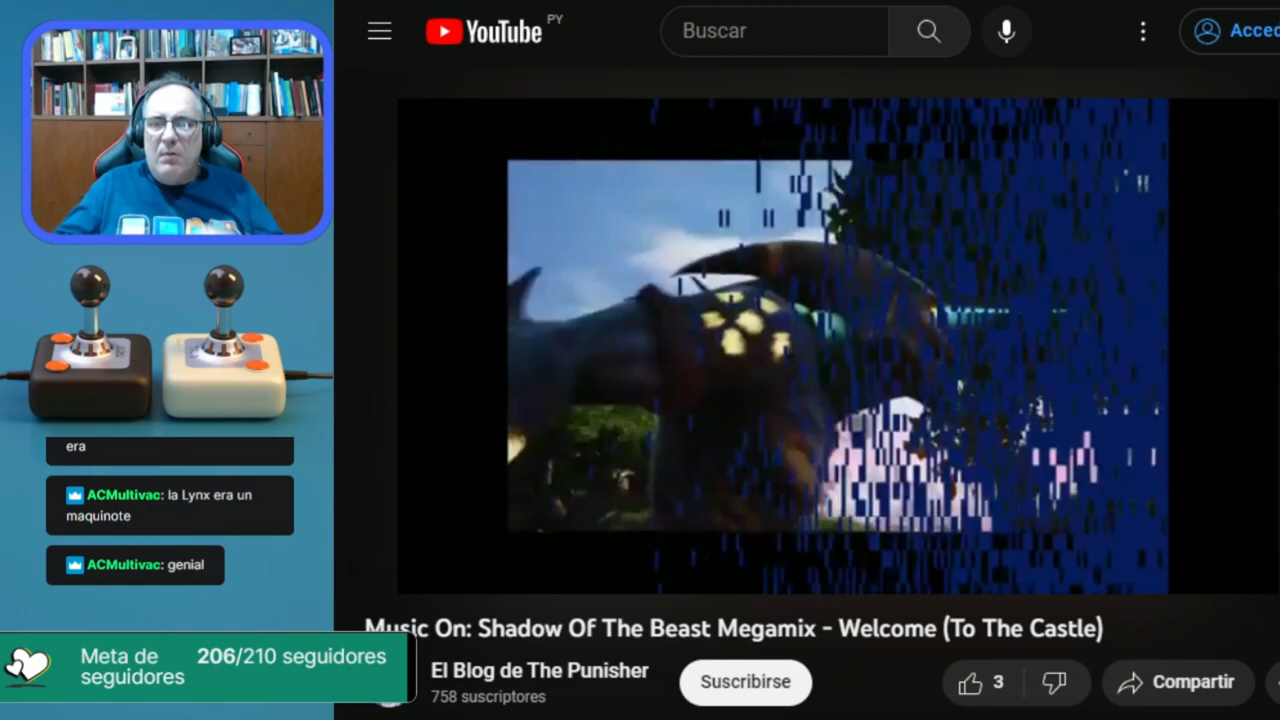 YouTube PY
Buscar
Acced
era
ACMultivac: la Lynx era un
maquinote
ACMultivac: genial
Meta de
seguidores
206/210 seguidores
Music On: Shadow Of The Beast Megamix - Welcome (To The Castle)
El Blog de The Punisher
758 suscriptores
Suscribirse
3
Compartir